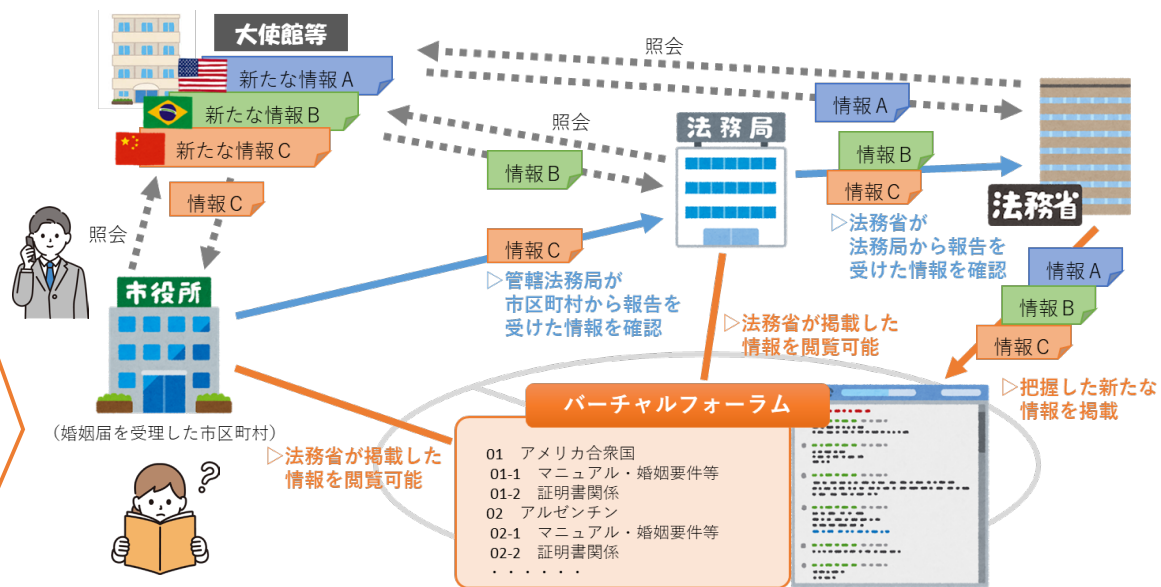 大使館等
新たな情報A
新たな情報B
新たな情報C
情報C
照会
照会
照会
情報A
情報B
情報B
情報C
法務局
法務省
▷法務省が
法務局から報告を
受けた情報を確認
情報C
▷管轄法務局が
市区町村から報告を
受けた情報を確認
情報A
情報B
情報C
▷把握した新たな
情報を掲載
市役所
(婚姻届を受理した市区町村)
▷法務省が掲載した
情報を閲覧可能
▷法務省が掲載した
情報を閲覧可能
?
バーチャルフォーラム
01 アメリカ合衆国
01-1 マニュアル・婚姻要件等
01-2 証明書関係
02 アルゼンチン
02-1 マニュアル・婚姻要件等
02-2 証明書関係
・・・・・・